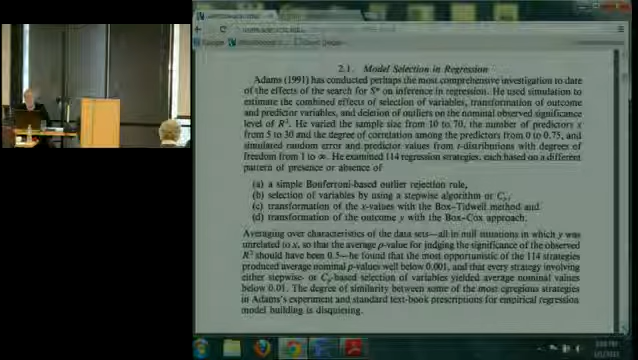 2.1. Model Selection in Regression
Adams (1991) has conducted perhaps the most comprehensive investigation to date
of the effects of the search for S* on inference in regression. He used simulation to
estimate the combined effects of selection of variables, transformation of outcome
and predictor variables, and deletion of outliers on the nominal observed significance
level of R². He varied the sample size from 10 to 70, the number of predictors x
from 5 to 30 and the degree of correlation among the predictors from 0 to 0.75, and
simulated random error and predictor values from t-distributions with degrees of
freedom from 1 to ∞. He examined 114 regression strategies, each based on a different
pattern of presence or absence of
(a) a simple Bonferroni-based outlier rejection rule,
(b) selection of variables by using a stepwise algorithm or Cₚ,
(c) transformation of the x-values with the Box-Tidwell method and
(d) transformation of the outcome y with the Box-Cox approach.
Averaging over characteristics of the data sets—all in null situations in which y was
unrelated to x, so that the average p-value for judging the significance of the observed
R² should have been 0.5—he found that the most opportunistic of the 114 strategies
produced average nominal p-values well below 0.001, and that every strategy involving
either stepwise- or Cₚ-based selection of variables yielded average nominal values
below 0.01. The degree of similarity between some of the most egregious strategies
in Adams's experiment and standard text-book prescriptions for empirical regression
model building is disquieting.